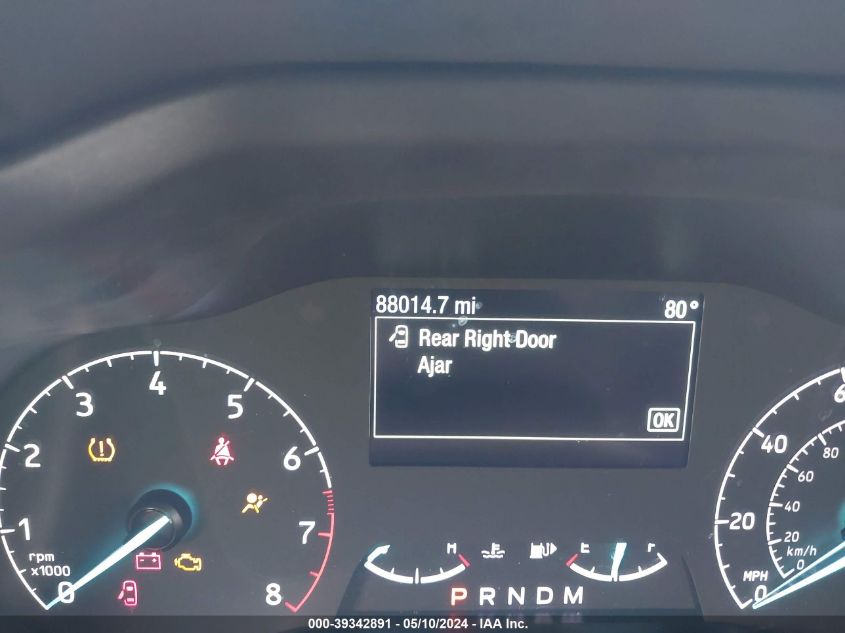 88014.7 mi 80°
Rear Right Door
Ajar
OK
4
3 5
2 6
1 7
0 8
rpm
x1000
H E F
P R N D M
60
40 80
20 60
40
20
km/h
MPH 0
0
000-39342891 - 05/10/2024 - IAA Inc.